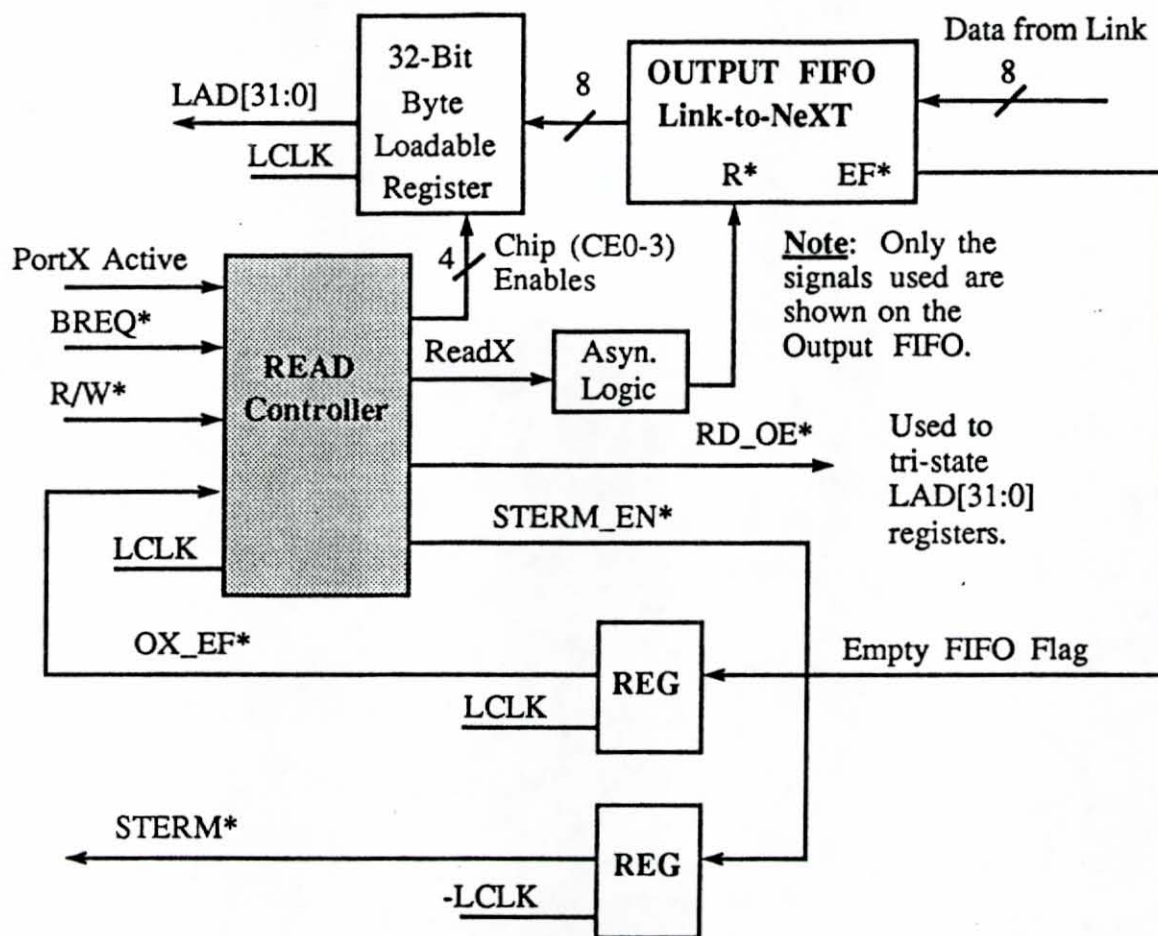 32-Bit
Byte
Loadable
Register
OUTPUT FIFO
Link-to-NeXT
R* EF*
Data from Link
8
8
LAD[31:0]
LCLK
4
Chip (CE0-3)
Enables
Note: Only the
signals used are
shown on the
Output FIFO.
PortX Active
BREQ*
R/W*
LCLK
READ
Controller
ReadX
Asyn.
Logic
RD_OE*
Used to
tri-state
LAD[31:0]
registers.
STERM_EN*
OX_EF*
REG
LCLK
Empty FIFO Flag
STERM*
REG
-LCLK